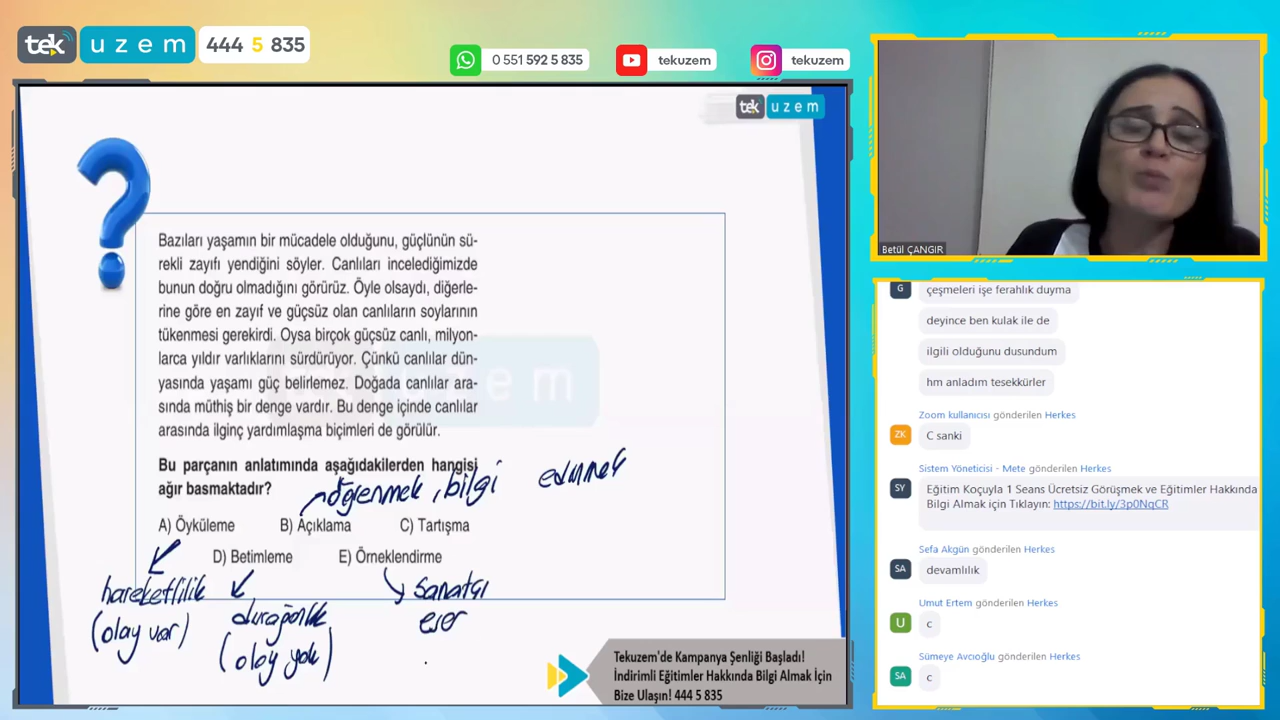 tek uzem 444 5 835
0 551 592 5 835
tekuzem
tekuzem
tek uzem
Bazıları yaşamın bir mücadele olduğunu, güçlünün sü-
rekli zayıtı yendiğini söyler. Canlıları incelediğimizde
bunun doğru olmadığını görürüz. Öyle olsaydı, diğerle-
rine göre en zayıf ve güçsüz olan canlıların soylarının
tükenmesi gerekirdi. Oysa birçok güçsüz canlı, milyon-
larca yıldır varlıklarını sürdürüyor. Çünkü canlılar dün-
yasında yaşamı güç belirlemez. Doğada canlılar ara-
sında müthiş bir denge vardır. Bu denge içinde canlılar
arasında ilginç yardımlaşma biçimleri de görülür.
Bu parçanın anlatımında aşağıdakilerden hangisi
ağır basmaktadır?
öğrenmek, bilgi edinmek
A) Öyküleme B) Açıklama C) Tartışma
D) Betimleme E) Örneklendirme
hareketlilik
(olay var)
durağanlık
(olay yok)
sanatçı
eser
Tekuzem'de Kampanya Şenliği Başladı!
İndirimli Eğitimler Hakkında Bilgi Almak İçin
Bize Ulaşın! 444 5 835
Betül ÇANGIR
G
çeşmeleri işe ferahlık duyma
deyince ben kulak ile de
ilgili olduğunu dusundum
hm anladım tesekkürler
Zoom kullanıcısı gönderilen Herkes
ZK
C sanki
Sistem Yöneticisi - Mete gönderilen Herkes
SY
Eğitim Koçuyla 1 Seans Ücretsiz Görüşmek ve Eğitimler Hakkında
Bilgi Almak için Tıklayın: https://bit.ly/3p0NqCR
Sefa Akgün gönderilen Herkes
SA
devamlılık
Umut Ertem gönderilen Herkes
U
c
Sümeye Avcıoğlu gönderilen Herkes
SA
c